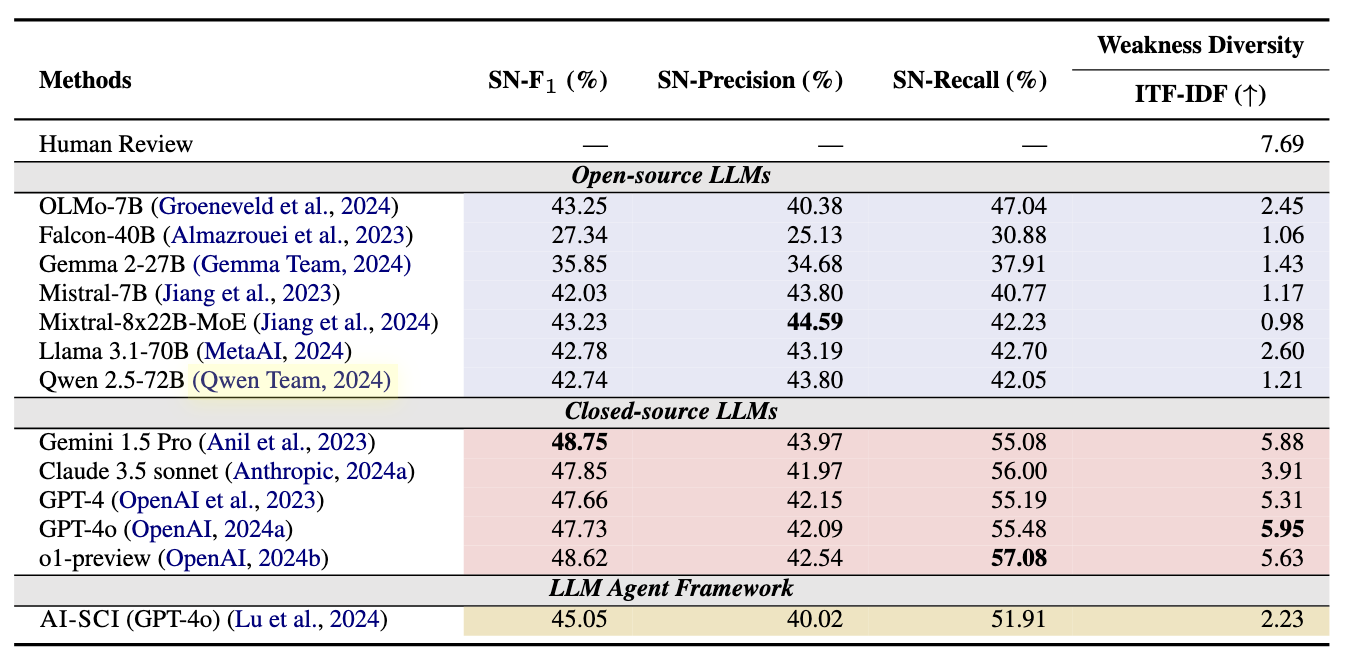 Weakness Diversity
Methods SN-F1 (%) SN-Precision (%) SN-Recall (%)
ITF-IDF (↑)
Human Review — — — 7.69
Open-source LLMs
OLMo-7B (Groeneveld et al., 2024) 43.25 40.38 47.04 2.45
Falcon-40B (Almazrouei et al., 2023) 27.34 25.13 30.88 1.06
Gemma 2-27B (Gemma Team, 2024) 35.85 34.68 37.91 1.43
Mistral-7B (Jiang et al., 2023) 42.03 43.80 40.77 1.17
Mixtral-8x22B-MoE (Jiang et al., 2024) 43.23 44.59 42.23 0.98
Llama 3.1-70B (MetaAI, 2024) 42.78 43.19 42.70 2.60
Qwen 2.5-72B (Qwen Team, 2024) 42.74 43.80 42.05 1.21
Closed-source LLMs
Gemini 1.5 Pro (Anil et al., 2023) 48.75 43.97 55.08 5.88
Claude 3.5 sonnet (Anthropic, 2024a) 47.85 41.97 56.00 3.91
GPT-4 (OpenAI et al., 2023) 47.66 42.15 55.19 5.31
GPT-4o (OpenAI, 2024a) 47.73 42.09 55.48 5.95
o1-preview (OpenAI, 2024b) 48.62 42.54 57.08 5.63
LLM Agent Framework
AI-SCI (GPT-4o) (Lu et al., 2024) 45.05 40.02 51.91 2.23